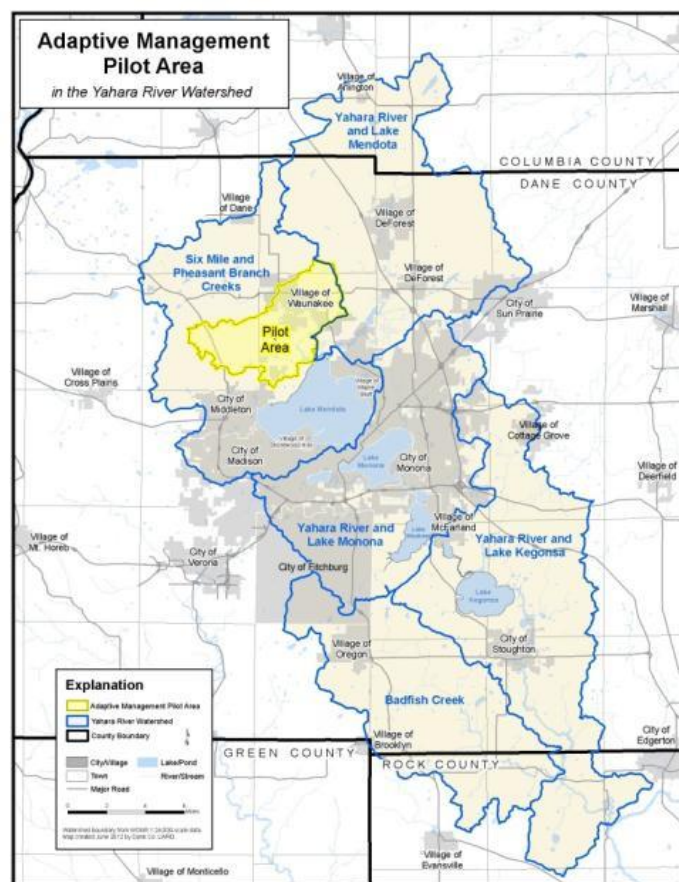 Adaptive Management
Pilot Area
in the Yahara River Watershed
Village of
Arlington
Yahara River
and Lake
Mendota
COLUMBIA COUNTY
DANE COUNTY
Village
of Dane
Village of
DeForest
Six Mile and
Pheasant Branch
Creeks
Village of
DeForest
Village of
Waunakee
City of
Sun Prairie
Village of
Marshall
Pilot
Area
Village of
Cross Plains
City of
Middleton
Lake Mendota
Village of
Cottage Grove
City of
Madison
Lake
Monona
City of
Monona
Village of
Deerfield
Yahara River and
Lake Monona
Village of
McFarland
Yahara River and
Lake Kegonsa
Village of
Mt. Horeb
City of
Verona
City of Fitchburg
Lake
Kegonsa
Village of
Oregon
City of
Stoughton
Badfish Creek
Explanation
Adaptive Management Pilot Area
Yahara River Watershed
County Boundary
City/Village
Lake/Pond
Town
River/Stream
Major Road
Village of
Brooklyn
City of
Edgerton
GREEN COUNTY
ROCK COUNTY
Village of
Evansville
Village of Monticello